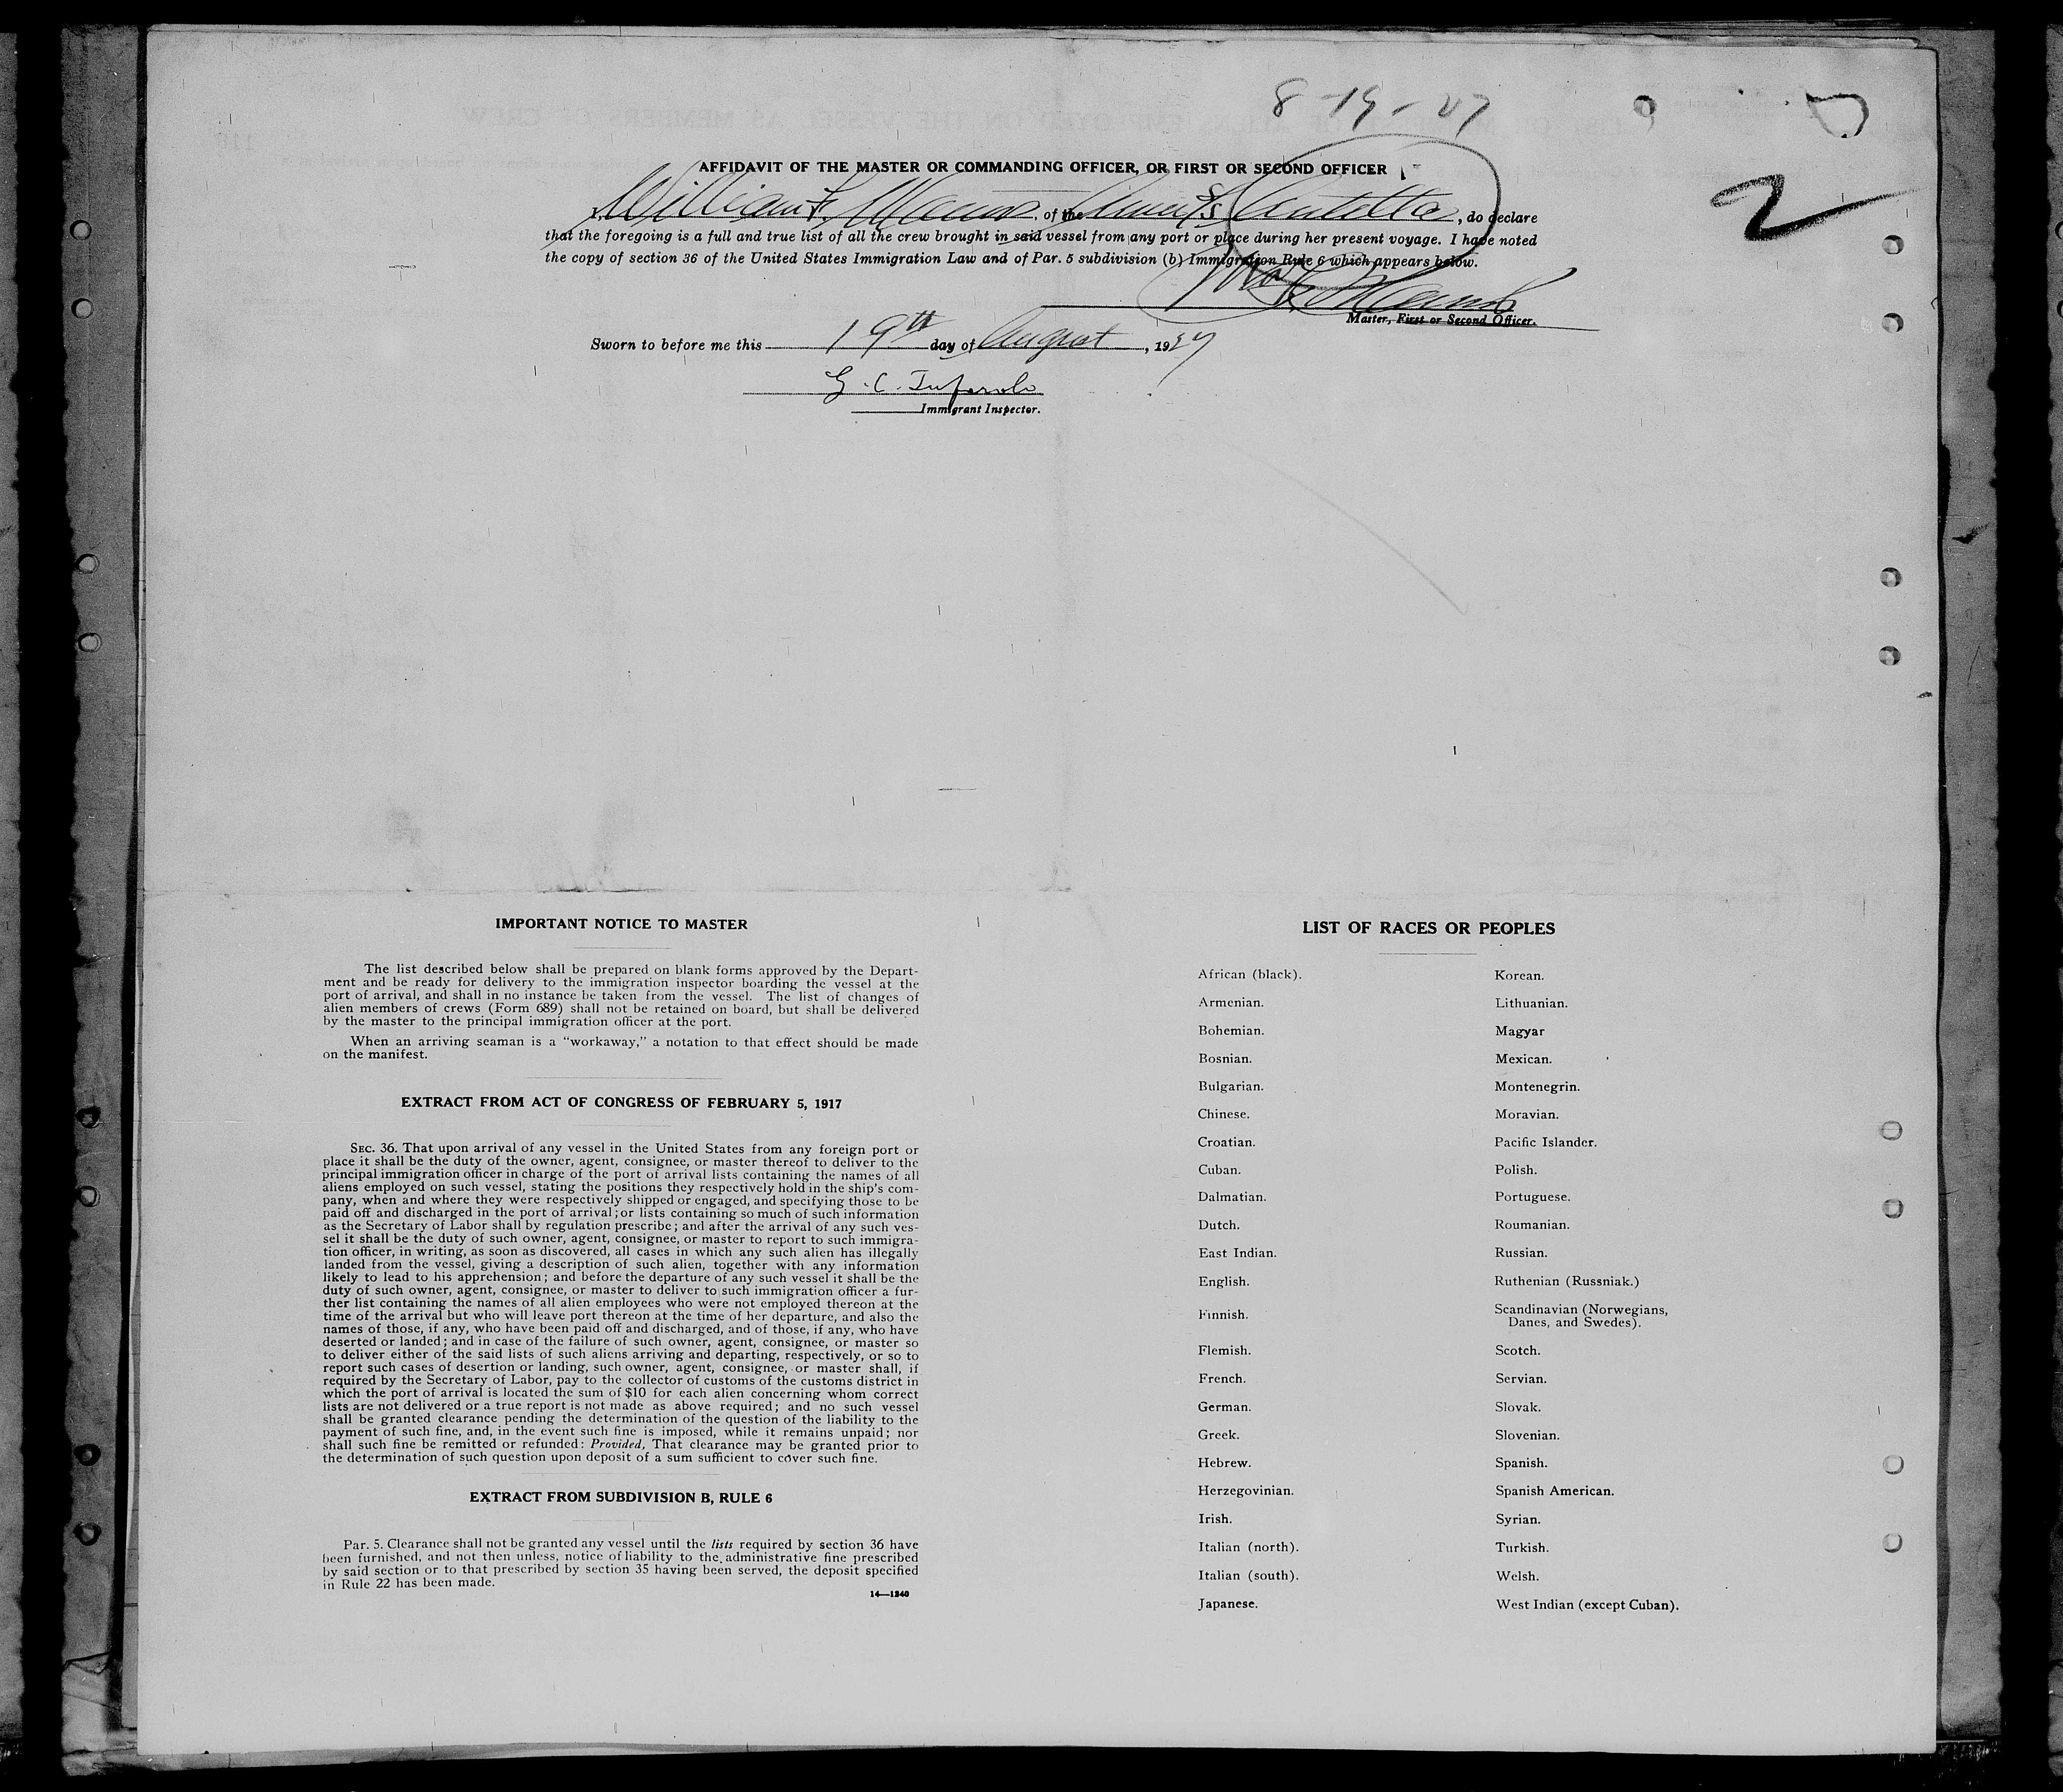 8-19-27
2
AFFIDAVIT OF THE MASTER OR COMMANDING OFFICER, OR FIRST OR SECOND OFFICER
I, William F. of the S.S. , do declare
that the foregoing is a full and true list of all the crew brought in said vessel from any port or place during her present voyage. I have noted
the copy of section 36 of the United States Immigration Law and of Par. 5 subdivision (b) Immigration Rule 6 which appears below.
Master, First or Second Officer.
Sworn to before me this 19th day of August, 1927
G. C.
Immigrant Inspector.
IMPORTANT NOTICE TO MASTER
The list described below shall be prepared on blank forms approved by the Depart-
ment and be ready for delivery to the immigration inspector boarding the vessel at the
port of arrival, and shall in no instance be taken from the vessel. The list of changes of
alien members of crews (Form 689) shall not be retained on board, but shall be delivered
by the master to the principal immigration officer at the port.
When an arriving seaman is a "workaway," a notation to that effect should be made
on the manifest.
EXTRACT FROM ACT OF CONGRESS OF FEBRUARY 5, 1917
SEC. 36. That upon arrival of any vessel in the United States from any foreign port or
place it shall be the duty of the owner, agent, consignee, or master thereof to deliver to the
principal immigration officer in charge of the port of arrival lists containing the names of all
aliens employed on such vessel, stating the positions they respectively hold in the ship's com-
pany, when and where they were respectively shipped or engaged, and specifying those to be
paid off and discharged in the port of arrival; or lists containing so much of such information
as the Secretary of Labor shall by regulation prescribe; and after the arrival of any such ves-
sel it shall be the duty of such owner, agent, consignee, or master to report to such immigra-
tion officer, in writing, as soon as discovered, all cases in which any such alien has illegally
landed from the vessel, giving a description of such alien, together with any information
likely to lead to his apprehension; and before the departure of any such vessel it shall be the
duty of such owner, agent, consignee, or master to deliver to such immigration officer a fur-
ther list containing the names of all alien employees who were not employed thereon at the
time of the arrival but who will leave port thereon at the time of her departure, and also the
names of those, if any, who have been paid off and discharged, and of those, if any, who have
deserted or landed; and in case of the failure of such owner, agent, consignee, or master so
to deliver either of the said lists of such aliens arriving and departing, respectively, or so to
report such cases of desertion or landing, such owner, agent, consignee, or master shall, if
required by the Secretary of Labor, pay to the collector of customs of the customs district in
which the port of arrival is located the sum of $10 for each alien concerning whom correct
lists are not delivered or a true report is not made as above required; and no such vessel
shall be granted clearance pending the determination of the question of the liability to the
payment of such fine, and, in the event such fine is imposed, while it remains unpaid; nor
shall such fine be remitted or refunded: Provided, That clearance may be granted prior to
the determination of such question upon deposit of a sum sufficient to cover such fine.
EXTRACT FROM SUBDIVISION B, RULE 6
Par. 5. Clearance shall not be granted any vessel until the lists required by section 36 have
been furnished, and not then unless, notice of liability to the administrative fine prescribed
by said section or to that prescribed by section 35 having been served, the deposit specified
in Rule 22 has been made.
14—1240
LIST OF RACES OR PEOPLES
African (black).
Armenian.
Bohemian.
Bosnian.
Bulgarian.
Chinese.
Croatian.
Cuban.
Dalmatian.
Dutch.
East Indian.
English.
Finnish.
Flemish.
French.
German.
Greek.
Hebrew.
Herzegovinian.
Irish.
Italian (north).
Italian (south).
Japanese.
Korean.
Lithuanian.
Magyar
Mexican.
Montenegrin.
Moravian.
Pacific Islander.
Polish.
Portuguese.
Roumanian.
Russian.
Ruthenian (Russniak.)
Scandinavian (Norwegians,
Danes, and Swedes).
Scotch.
Servian.
Slovak.
Slovenian.
Spanish.
Spanish American.
Syrian.
Turkish.
Welsh.
West Indian (except Cuban).